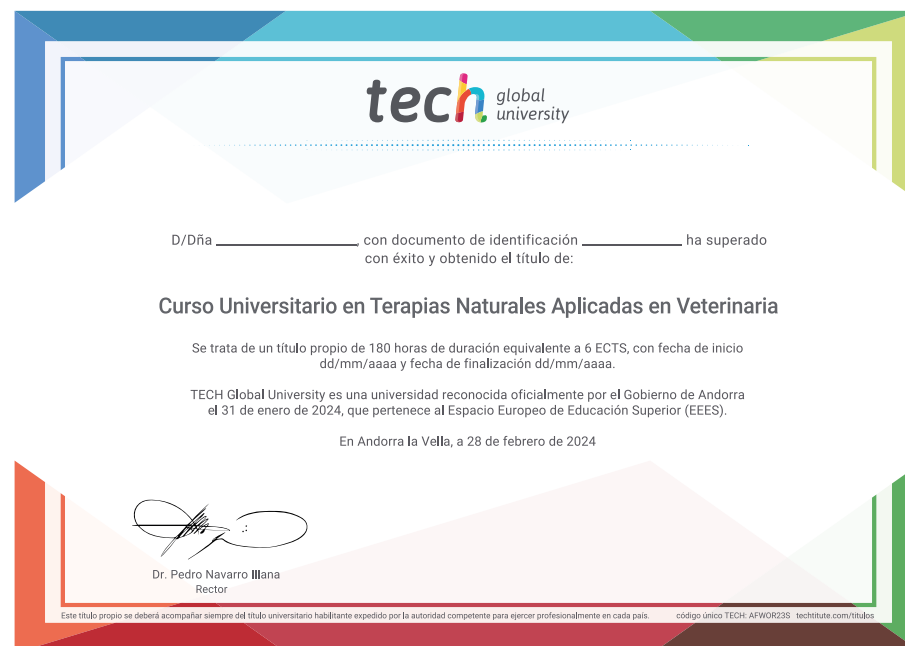 tech global university
D/Dña , con documento de identificación ha superado
con éxito y obtenido el título de:
Curso Universitario en Terapias Naturales Aplicadas en Veterinaria
Se trata de un título propio de 180 horas de duración equivalente a 6 ECTS, con fecha de inicio
dd/mm/aaaa y fecha de finalización dd/mm/aaaa.
TECH Global University es una universidad reconocida oficialmente por el Gobierno de Andorra
el 31 de enero de 2024, que pertenece al Espacio Europeo de Educación Superior (EEES).
En Andorra la Vella, a 28 de febrero de 2024
Dr. Pedro Navarro Illana
Rector
Este título propio se deberá acompañar siempre del título universitario habilitante expedido por la autoridad competente para ejercer profesionalmente en cada país. código único TECH: AFWOR23S techtitute.com/titulos